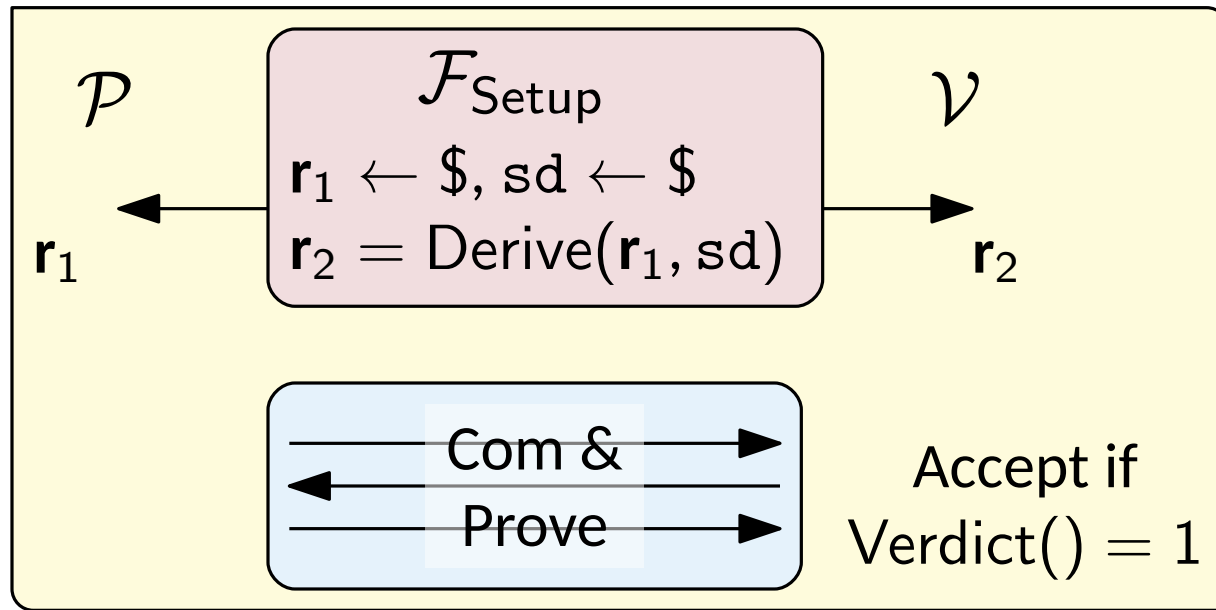 𝒫
ℱ_Setup
𝒱
r₁ ← $, sd ← $
r₂ = Derive(r₁, sd)
r₁
r₂
Com &
Prove
Accept if
Verdict() = 1